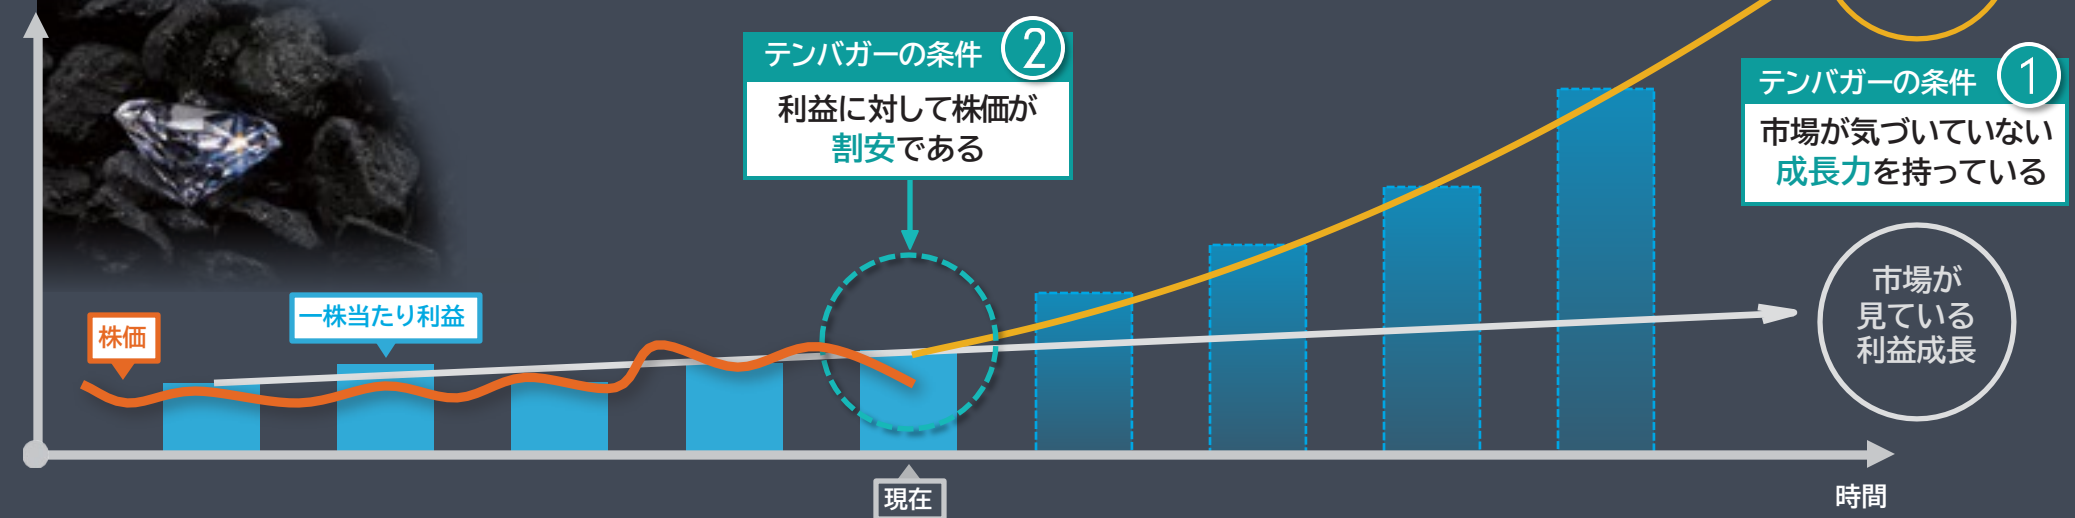 テンバガーの条件 2
利益に対して株価が
割安である
テンバガーの条件 1
市場が気づいていない
成長力を持っている
市場が
見ている
利益成長
一株当たり利益
株価
現在
時間